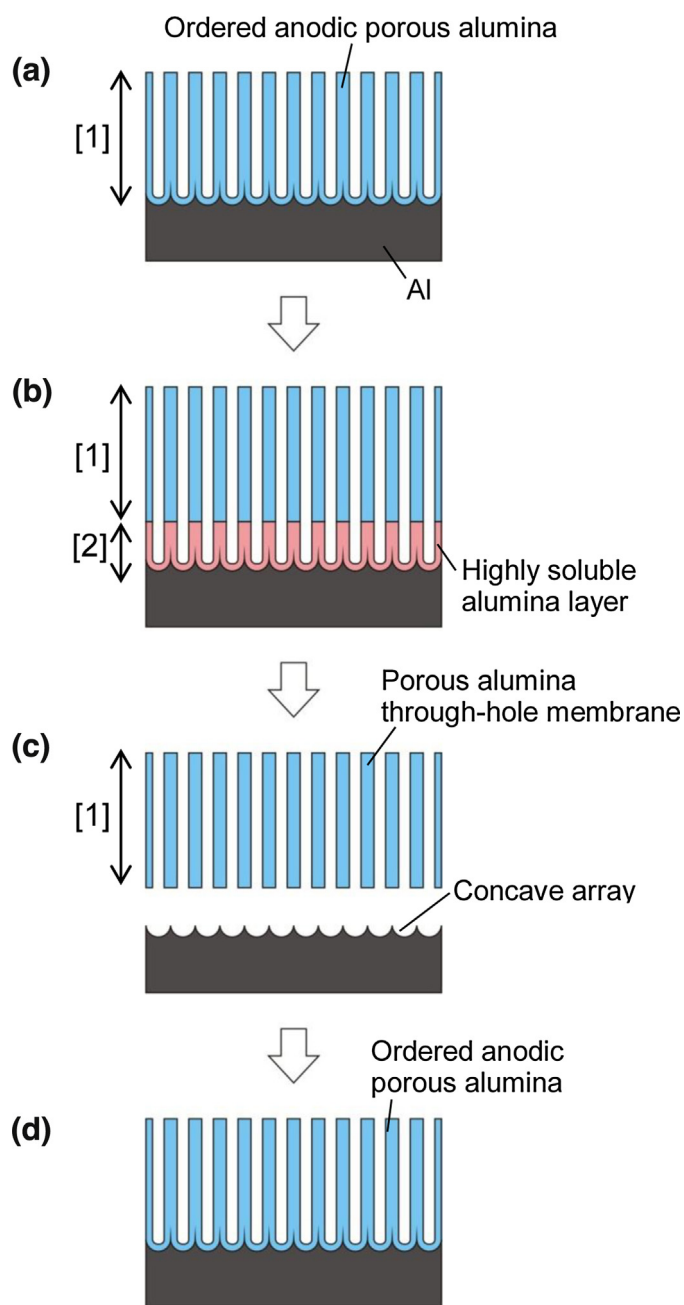 Ordered anodic porous alumina
(a)
[1]
Al
(b)
[1]
[2]
Highly soluble
alumina layer
Porous alumina
through-hole membrane
(c)
[1]
Concave array
Ordered anodic
porous alumina
(d)